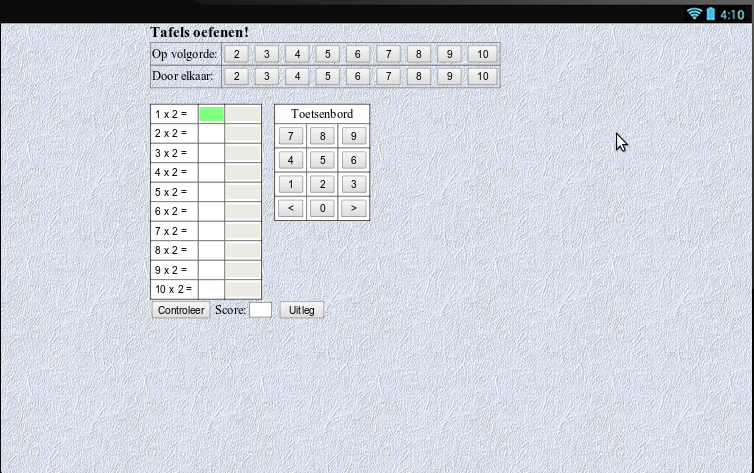 4:10
Tafels oefenen!
Op volgorde: 2 3 4 5 6 7 8 9 10
Door elkaar: 2 3 4 5 6 7 8 9 10
1 x 2 =
2 x 2 =
3 x 2 =
4 x 2 =
5 x 2 =
6 x 2 =
7 x 2 =
8 x 2 =
9 x 2 =
10 x 2 =
Toetsenbord
7 8 9
4 5 6
1 2 3
< 0 >
Controleer Score: Uitleg